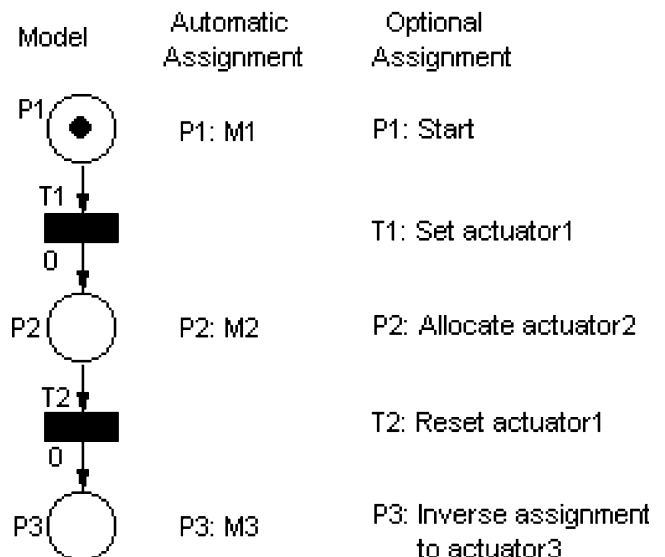 Model
Automatic
Assignment
Optional
Assignment
P1
P1: M1
P1: Start
T1
T1: Set actuator1
0
P2
P2: M2
P2: Allocate actuator2
T2
T2: Reset actuator1
0
P3
P3: M3
P3: Inverse assignment
to actuator3